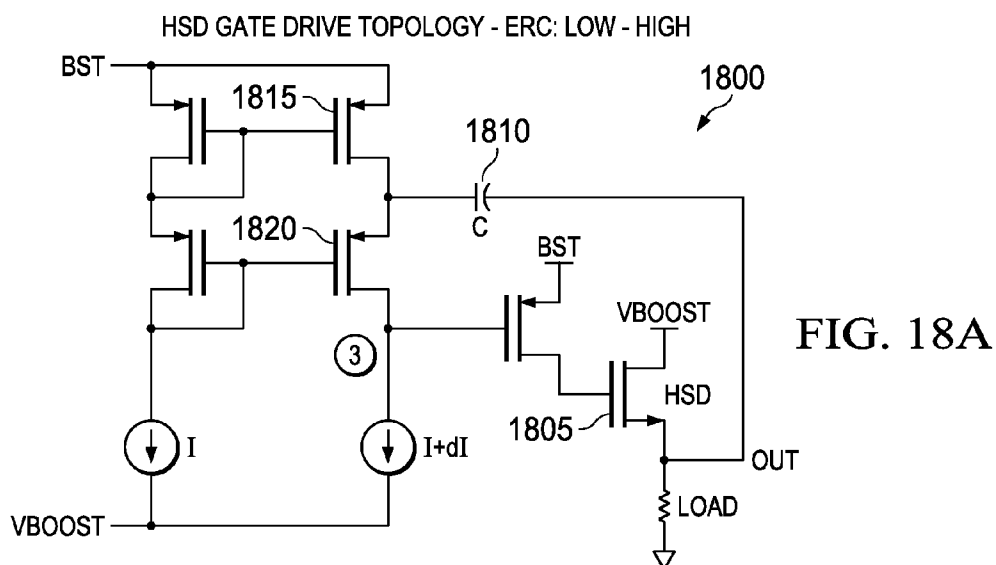 HSD GATE DRIVE TOPOLOGY - ERC: LOW - HIGH
BST
1815
1800
1810
C
1820
BST
VBOOST
FIG. 18A
3
HSD
1805
I
I+dI
OUT
LOAD
VBOOST